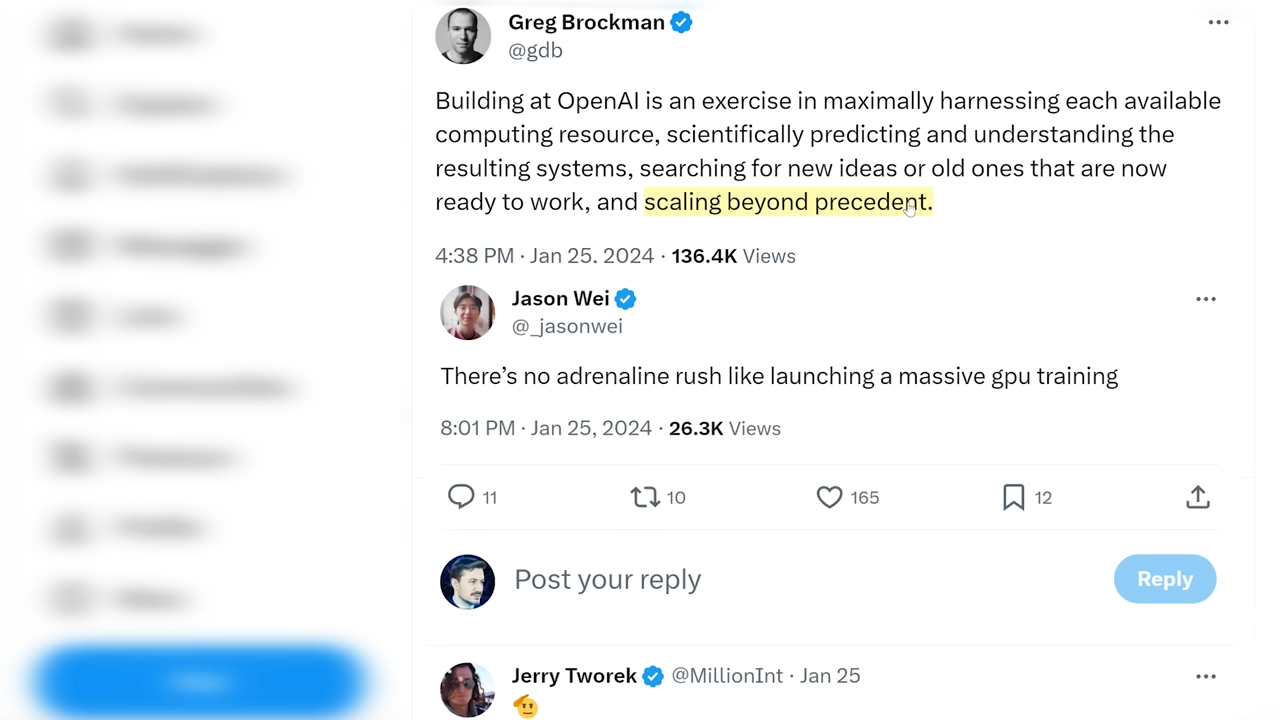 Greg Brockman
@gdb
Building at OpenAI is an exercise in maximally harnessing each available
computing resource, scientifically predicting and understanding the
resulting systems, searching for new ideas or old ones that are now
ready to work, and scaling beyond precedent.
4:38 PM · Jan 25, 2024 · 136.4K Views
Jason Wei
@_jasonwei
There’s no adrenaline rush like launching a massive gpu training
8:01 PM · Jan 25, 2024 · 26.3K Views
11 10 165 12
Post your reply Reply
Jerry Tworek @MillionInt · Jan 25